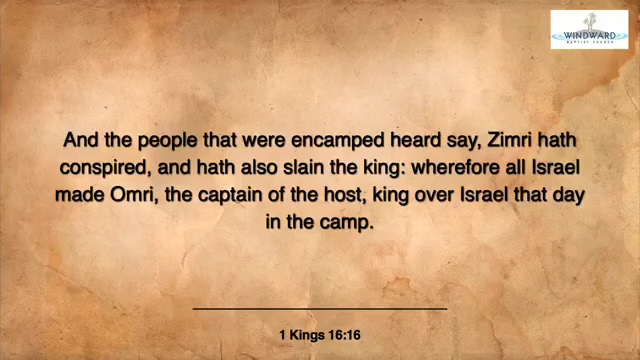 WINDWARD
BAPTIST CHURCH
And the people that were encamped heard say, Zimri hath
conspired, and hath also slain the king: wherefore all Israel
made Omri, the captain of the host, king over Israel that day
in the camp.
1 Kings 16:16